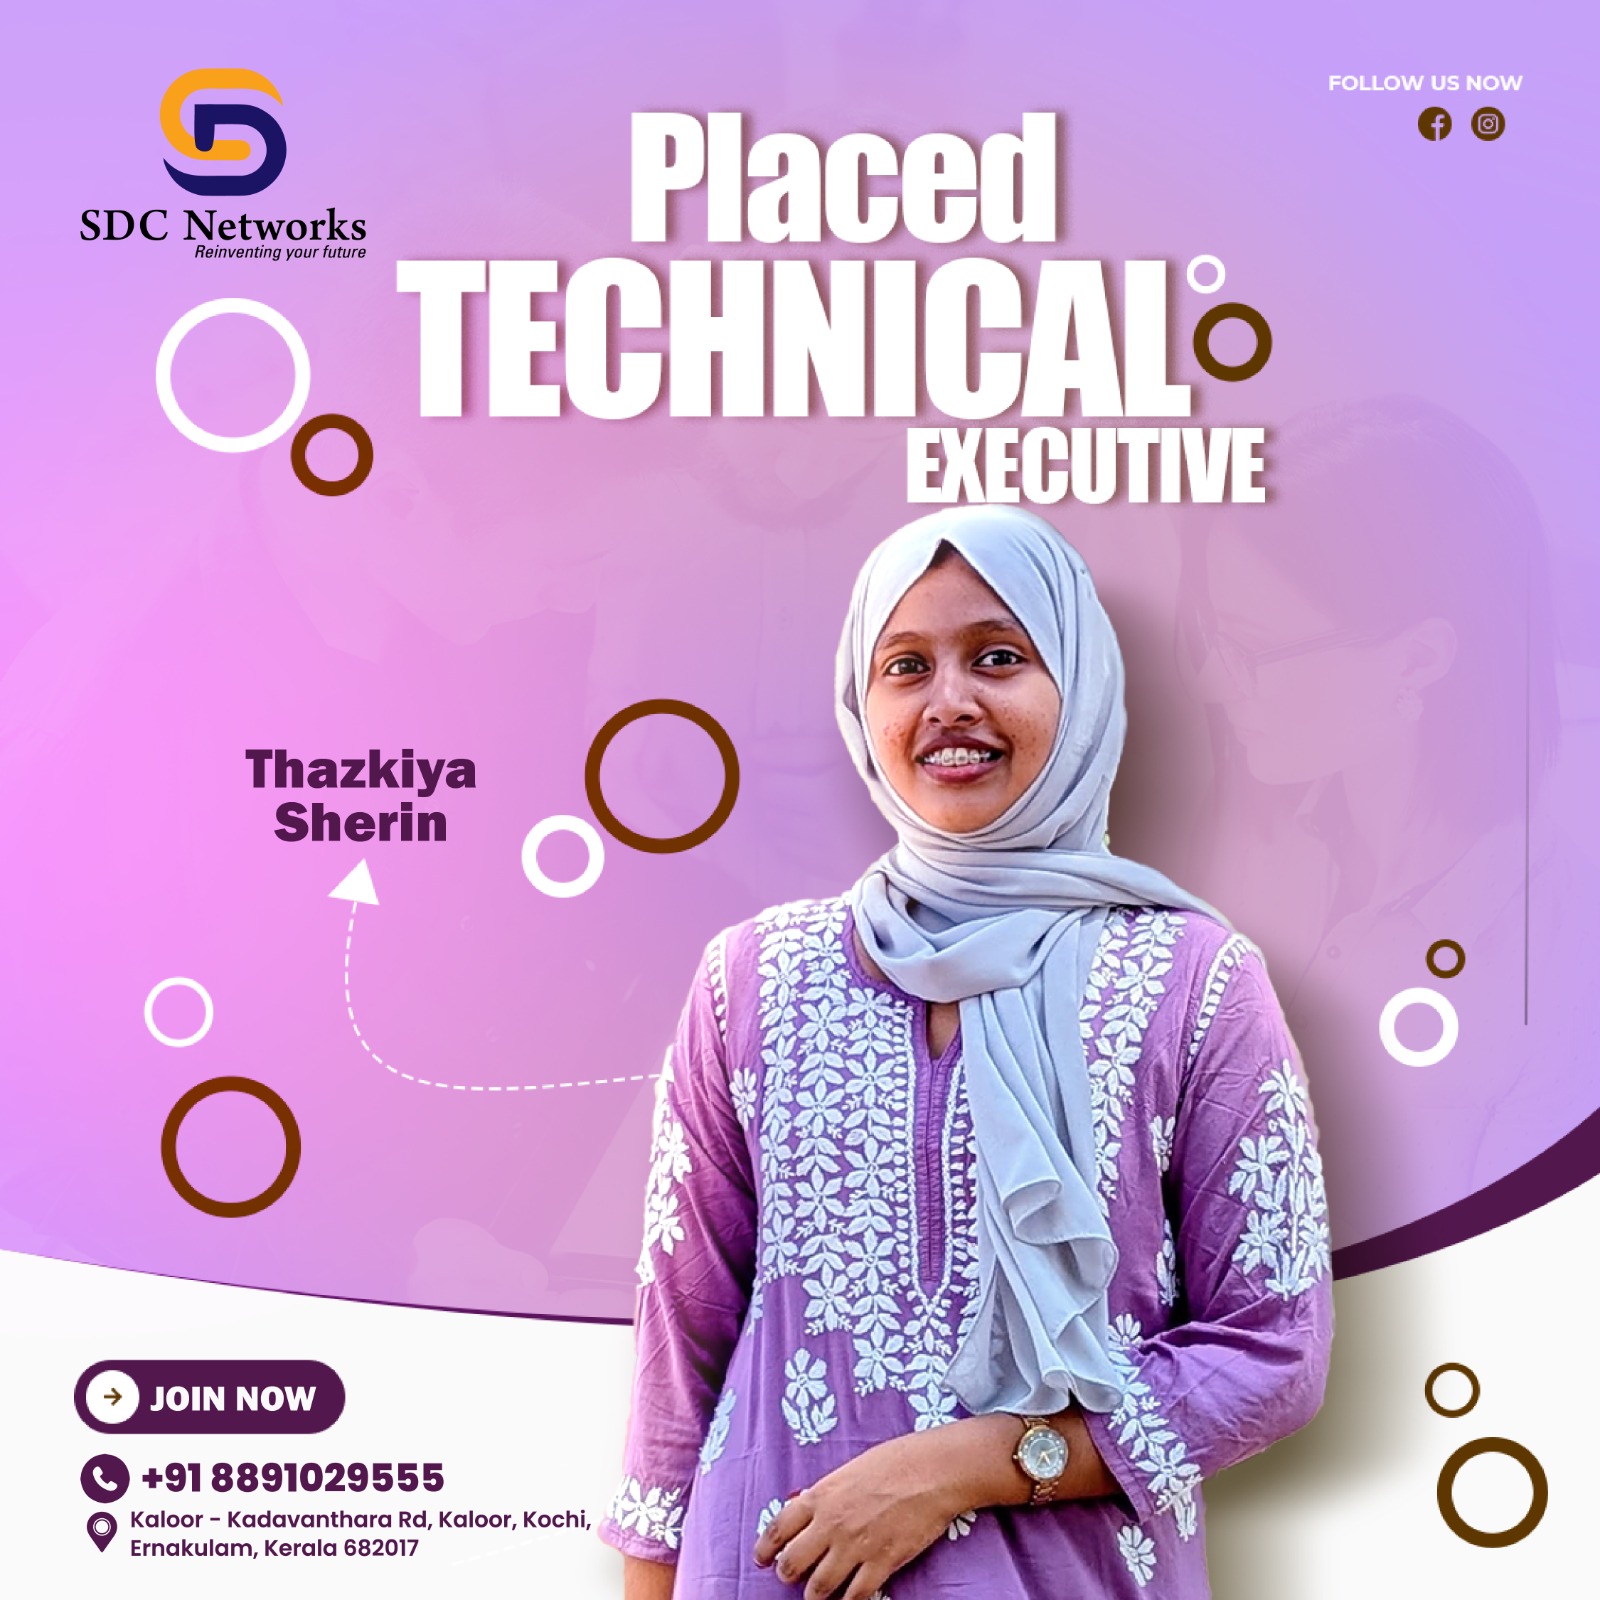 SDC Networks
Reinventing your future
FOLLOW US NOW
Placed
TECHNICAL
EXECUTIVE
Thazkiya
Sherin
JOIN NOW
+91 8891029555
Kaloor - Kadavanthara Rd, Kaloor, Kochi,
Ernakulam, Kerala 682017